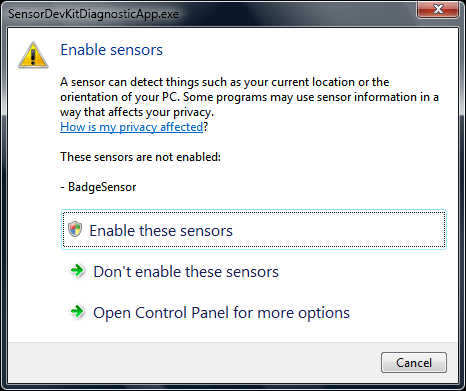 SensorDevKitDiagnosticApp.exe
Enable sensors
A sensor can detect things such as your current location or the
orientation of your PC. Some programs may use sensor information in a
way that affects your privacy.
How is my privacy affected?
These sensors are not enabled:
- BadgeSensor
Enable these sensors
Don't enable these sensors
Open Control Panel for more options
Cancel